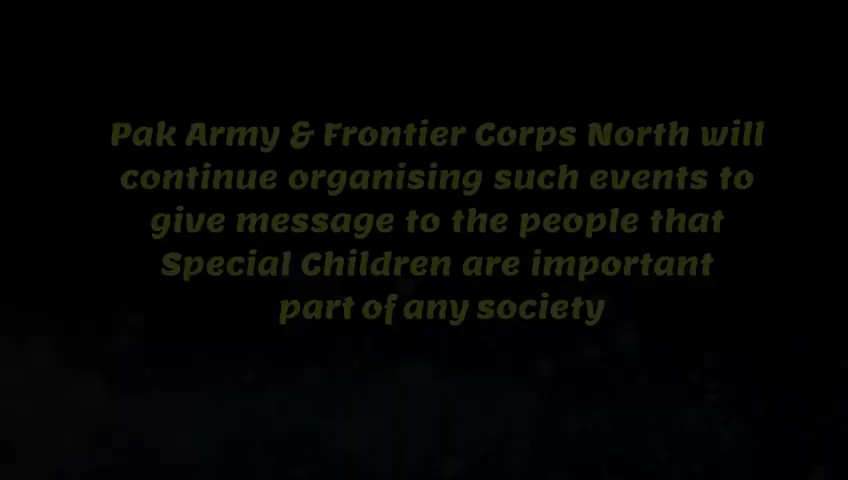 Pak Army & Frontier Corps North will
continue organising such events to
give message to the people that
Special Children are important
part of any society